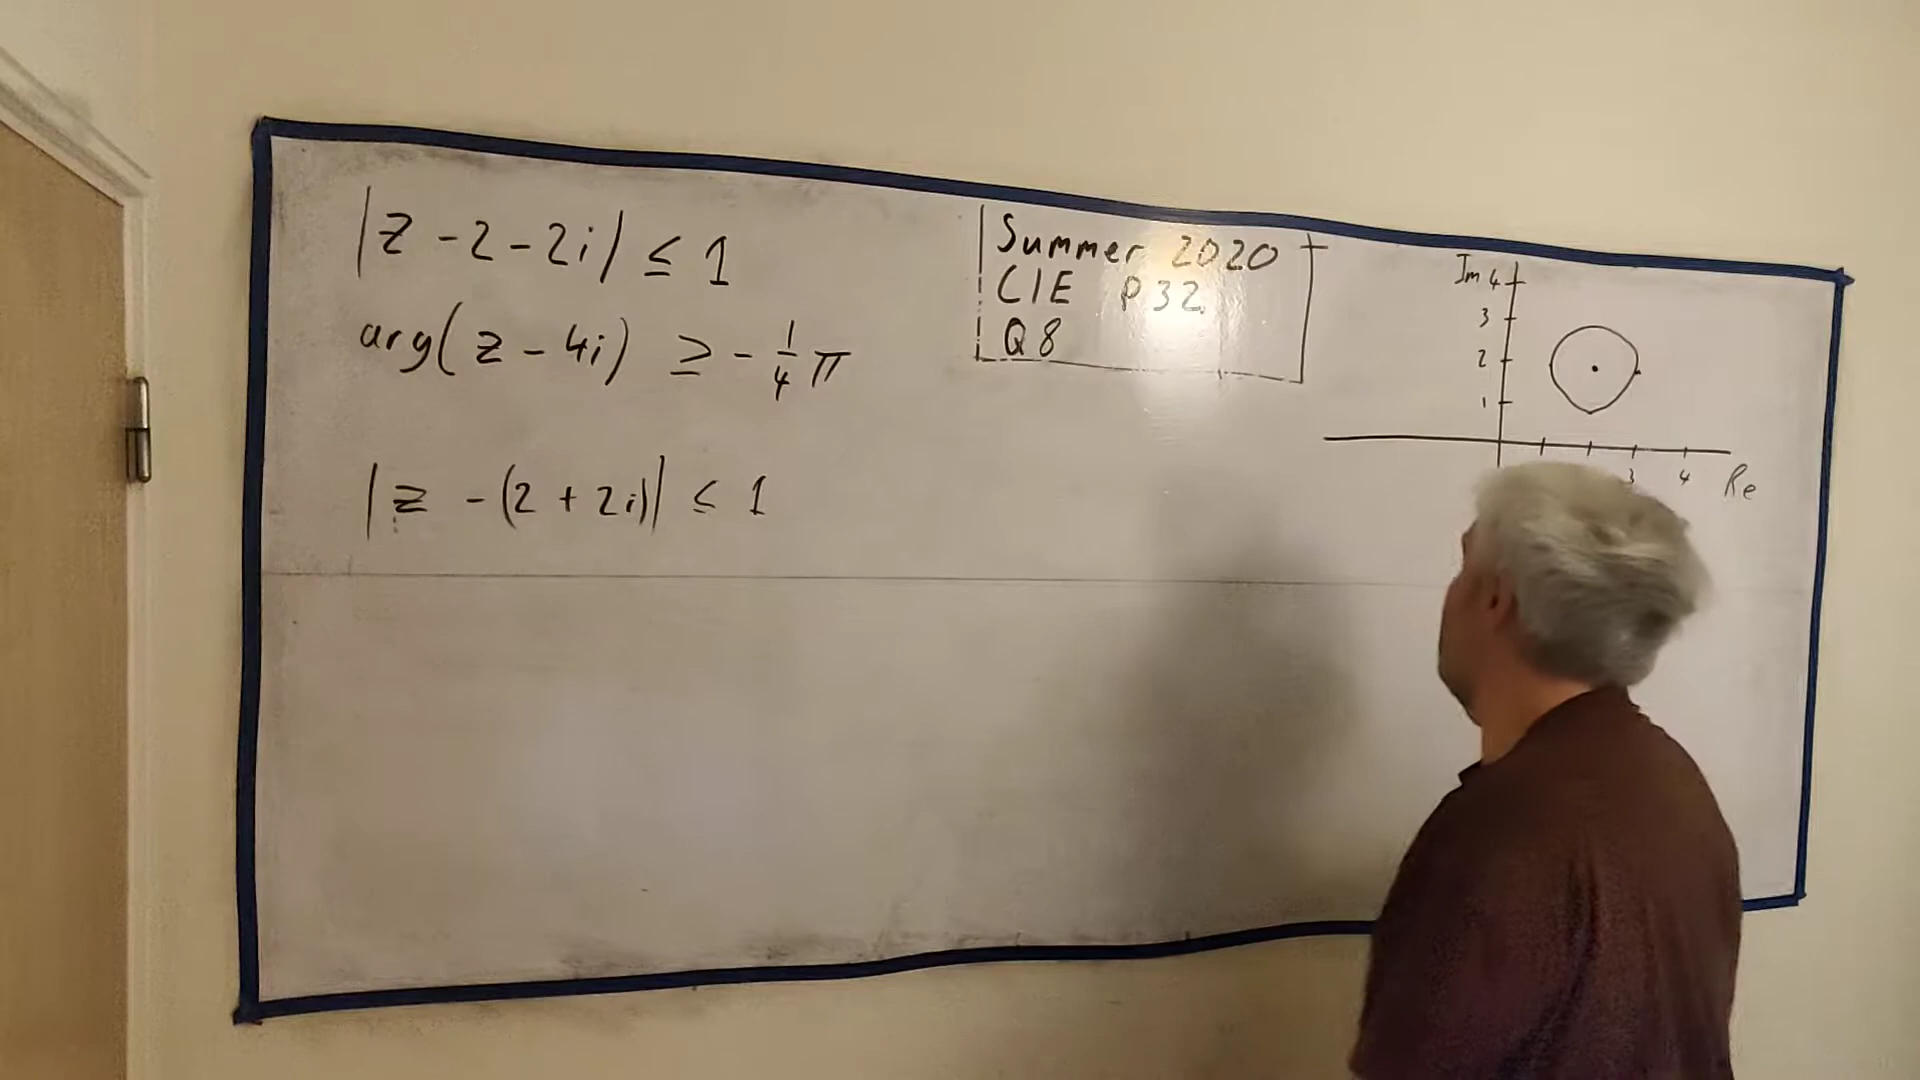 |z - 2 - 2i| ≤ 1
arg(z - 4i) ≥ - 1/4 π
|z - (2 + 2i)| ≤ 1
Summer 2020
CIE P32
Q8
Im 4
3
2
1
3 4 Re